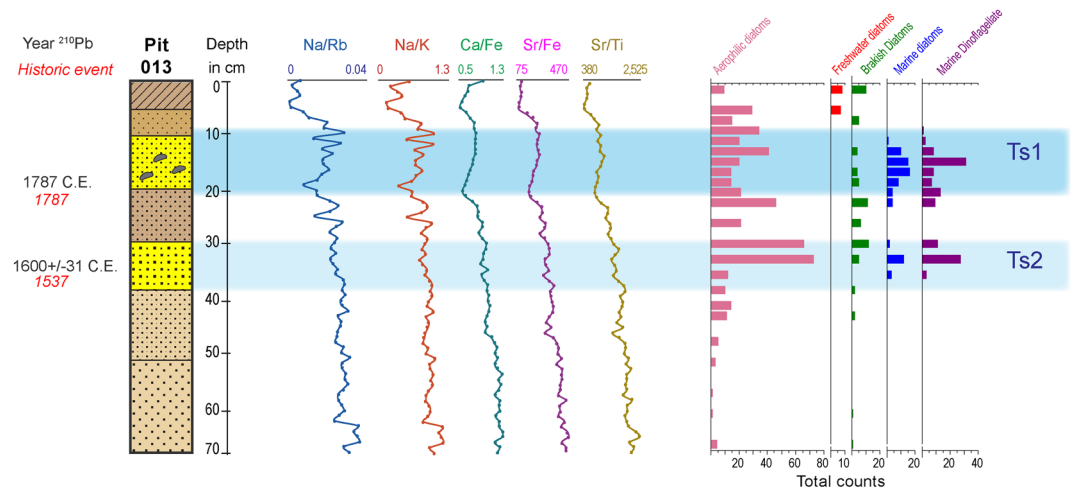 Year ²¹⁰Pb
Historic event
Pit
013
Depth
in cm
Na/Rb
0 0.04
Na/K
0 1.3
Ca/Fe
0.5 1.3
Sr/Fe
75 470
Sr/Ti
380 2,525
Aerophilic diatoms
Freshwater diatoms
Brakish Diatoms
Marine diatoms
Marine Dinoflagellate
0
10
20
30
40
50
60
70
1787 C.E.
1787
1600+/-31 C.E.
1537
Ts1
Ts2
20 40 60 80
10
20
20
20 40
Total counts